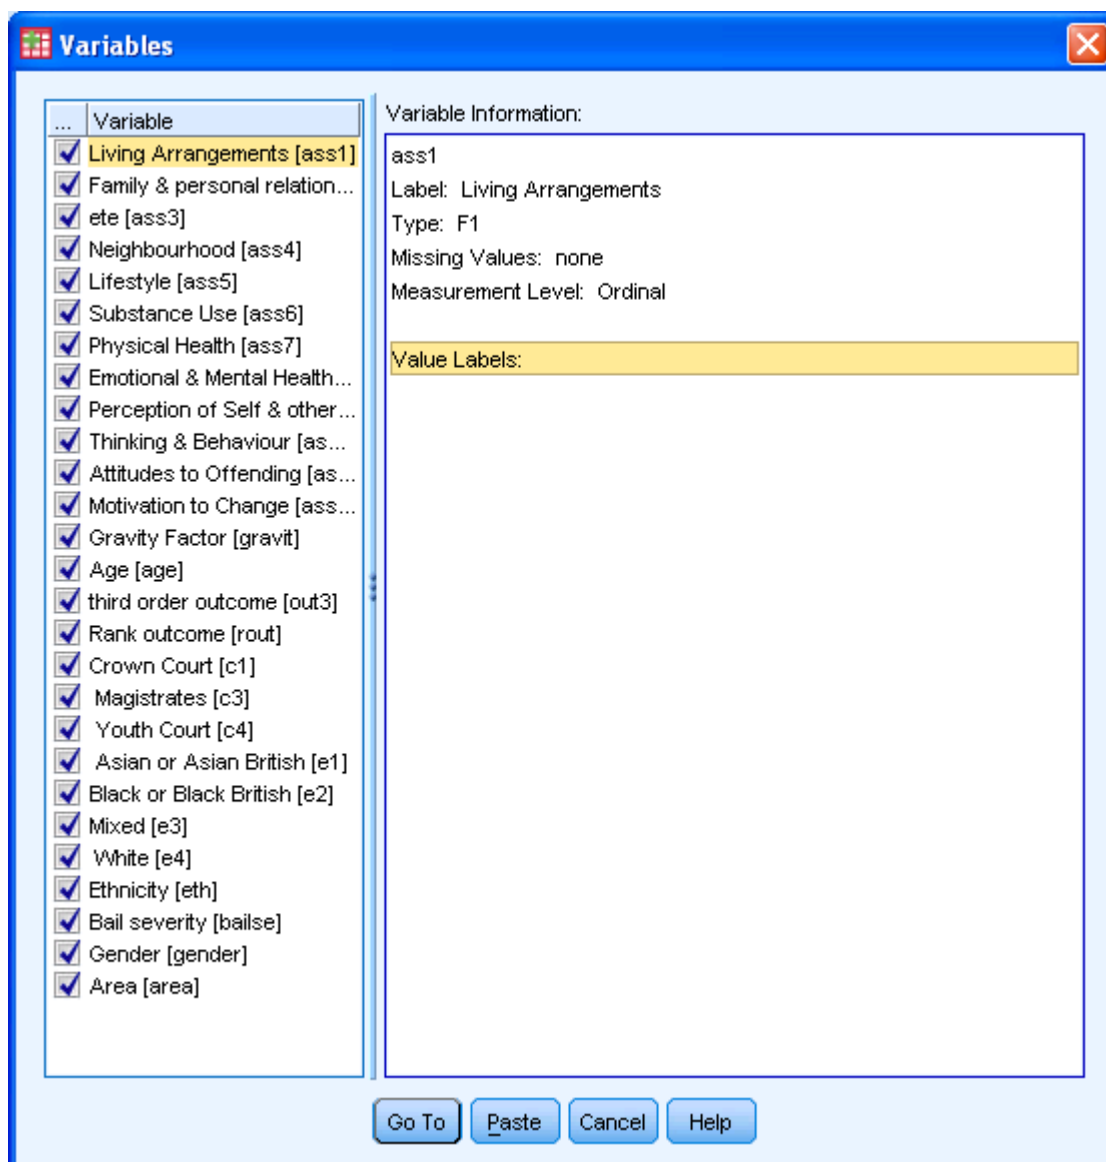 Variables
... Variable
Living Arrangements [ass1]
Family & personal relation...
ete [ass3]
Neighbourhood [ass4]
Lifestyle [ass5]
Substance Use [ass6]
Physical Health [ass7]
Emotional & Mental Health...
Perception of Self & other...
Thinking & Behaviour [as...
Attitudes to Offending [as...
Motivation to Change [ass...
Gravity Factor [gravit]
Age [age]
third order outcome [out3]
Rank outcome [rout]
Crown Court [c1]
Magistrates [c3]
Youth Court [c4]
Asian or Asian British [e1]
Black or Black British [e2]
Mixed [e3]
White [e4]
Ethnicity [eth]
Bail severity [bailse]
Gender [gender]
Area [area]
Variable Information:
ass1
Label: Living Arrangements
Type: F1
Missing Values: none
Measurement Level: Ordinal
Value Labels:
Go To Paste Cancel Help